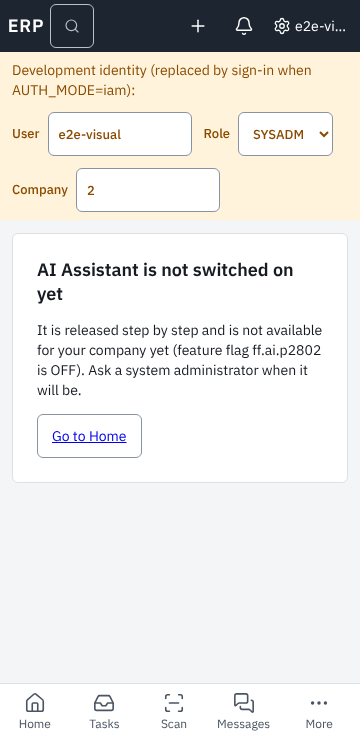 ERP
e2e-vi...
Development identity (replaced by sign-in when
AUTH_MODE=iam):
User e2e-visual Role SYSADM
Company 2
AI Assistant is not switched on
yet
It is released step by step and is not available
for your company yet (feature flag ff.ai.p2802
is OFF). Ask a system administrator when it
will be.
Go to Home
Home Tasks Scan Messages More